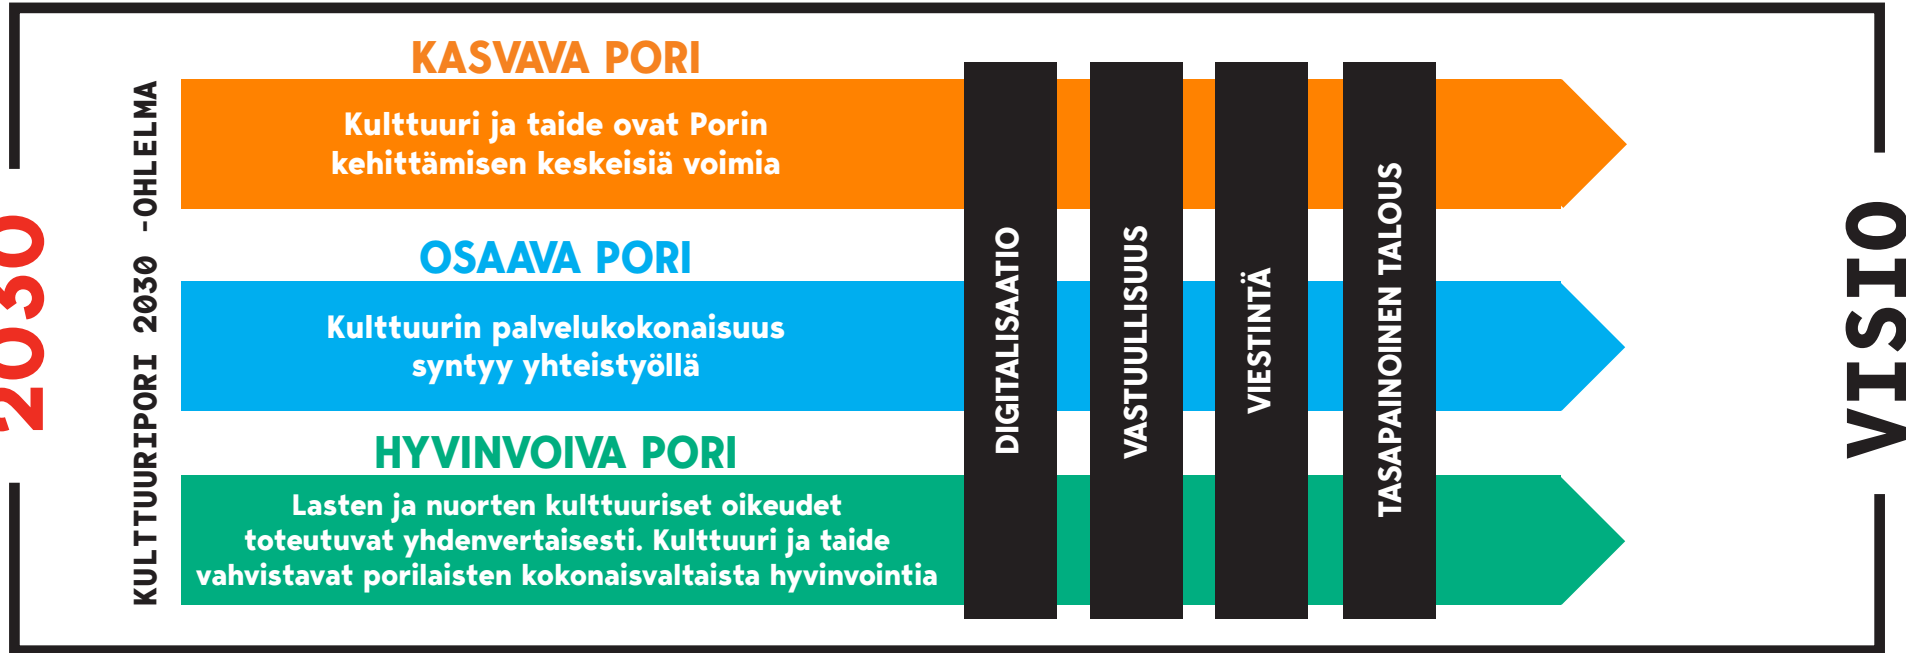 2030
KULTTUURIPORI 2030 -OHLELMA
KASVAVA PORI
Kulttuuri ja taide ovat Porin
kehittämisen keskeisiä voimia
OSAAVA PORI
Kulttuurin palvelukokonaisuus
syntyy yhteistyöllä
HYVINVOIVA PORI
Lasten ja nuorten kulttuuriset oikeudet
toteutuvat yhdenvertaisesti. Kulttuuri ja taide
vahvistavat porilaisten kokonaisvaltaista hyvinvointia
DIGITALISAATIO
VASTUULLISUUS
VIESTINTÄ
TASAPAINOINEN TALOUS
VISIO